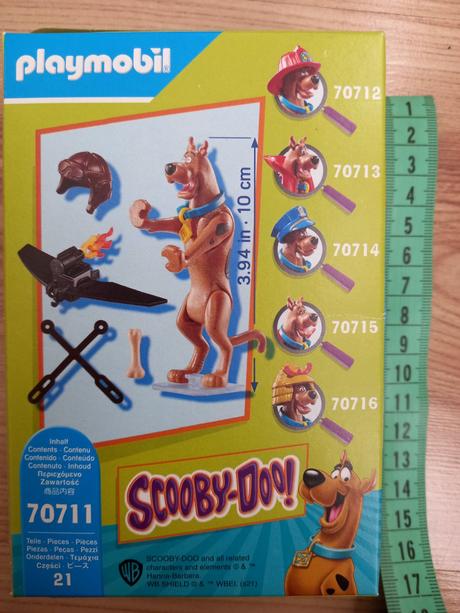 playmobil®
70712
70713
70714
70715
70716
3.94 in · 10 cm
Inhalt
Contents · Contenu
Contenido · Conteúdo
Contenuto · Inhoud
Περιεχόμενο
Zawartość
商品内容
70711
Teile · Pieces · Pièces
Piezas · Peças · Pezzi
Onderdelen · Τεμάχια
Części · ピース
21
SCOOBY-DOO!
SD
WB
SCOOBY-DOO and all related
characters and elements © & ™
Hanna-Barbera.
WB SHIELD © & ™ WBEI. (s21)
1
2
3
4
5
6
7
8
9
10
11
12
13
14
15
16
17